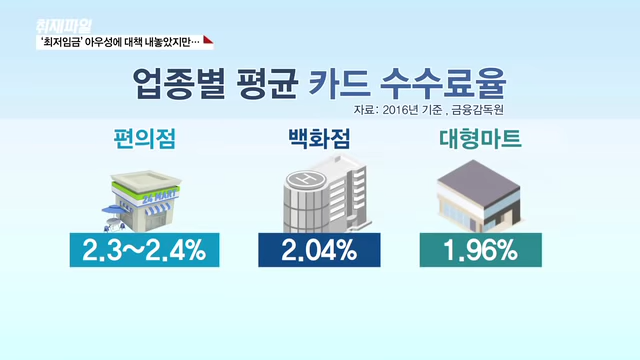 취재파일
'최저임금' 아우성에 대책 내놓았지만…
업종별 평균 카드 수수료율
자료: 2016년 기준, 금융감독원
편의점 백화점 대형마트
24 MART
2.3~2.4% 2.04% 1.96%